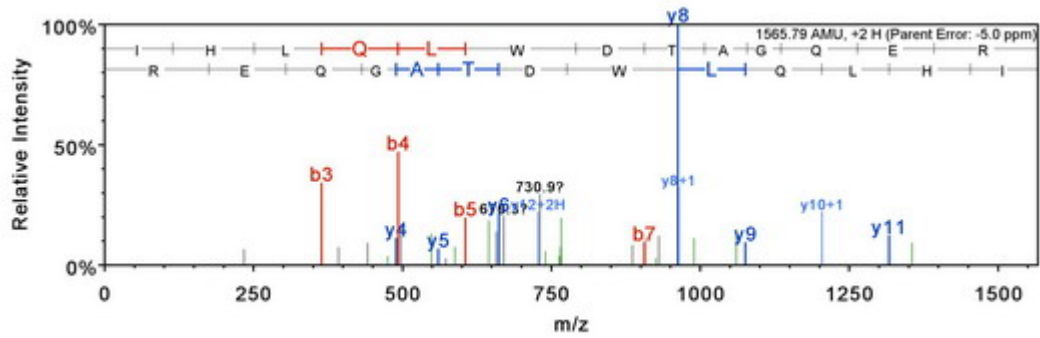 y8
100%
1565.79 AMU, +2 H (Parent Error: -5.0 ppm)
I H L Q L W D T A G Q E R
R E Q G A T D W L Q L H I
Relative Intensity
50%
b3
b4
730.9?
y8+1
b5
y6
y12+2H
y10+1
y4
y5
b7
y9
y11
0%
0 250 500 750 1000 1250 1500
m/z